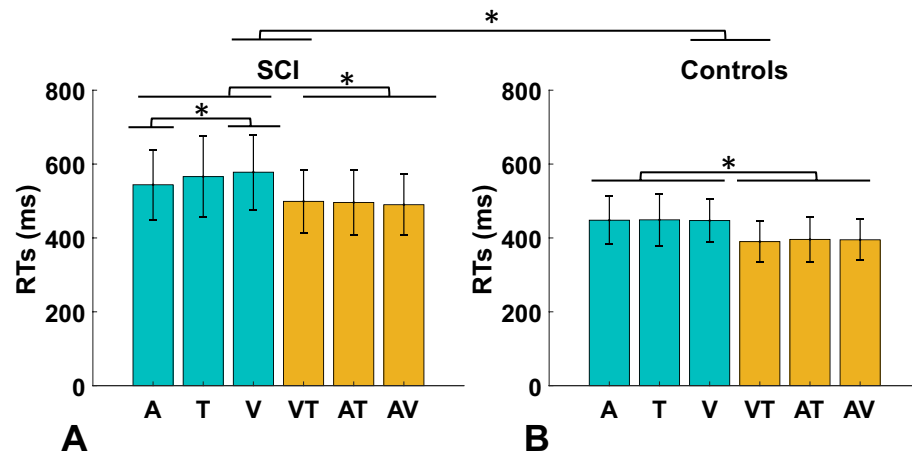 *
SCI
Controls
*
*
*
800
600
400
200
0
RTs (ms)
A T V VT AT AV
A
800
600
400
200
0
RTs (ms)
A T V VT AT AV
B